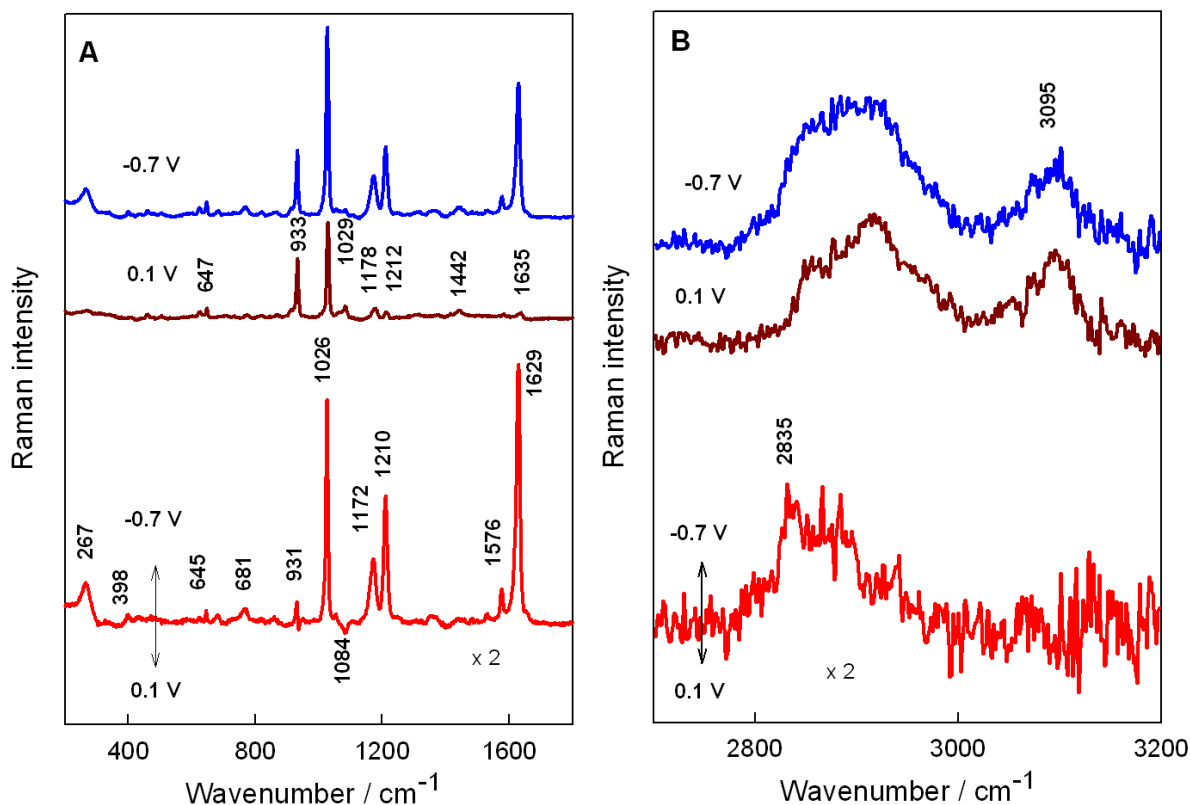 A
-0.7 V
0.1 V
647
933
1029
1178
1212
1442
1635
1026
1629
267
398
-0.7 V
645
681
931
1172
1210
1576
1084
x 2
0.1 V
400
800
1200
1600
Wavenumber / cm⁻¹
Raman intensity
B
3095
-0.7 V
0.1 V
2835
-0.7 V
x 2
0.1 V
2800
3000
3200
Wavenumber / cm⁻¹
Raman intensity